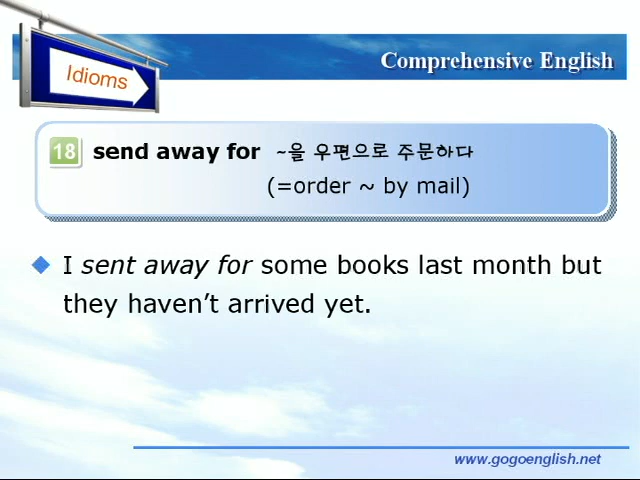 Comprehensive English
Idioms
18 send away for ~을 우편으로 주문하다
(=order ~ by mail)
I sent away for some books last month but
they haven’t arrived yet.
www.gogoenglish.net